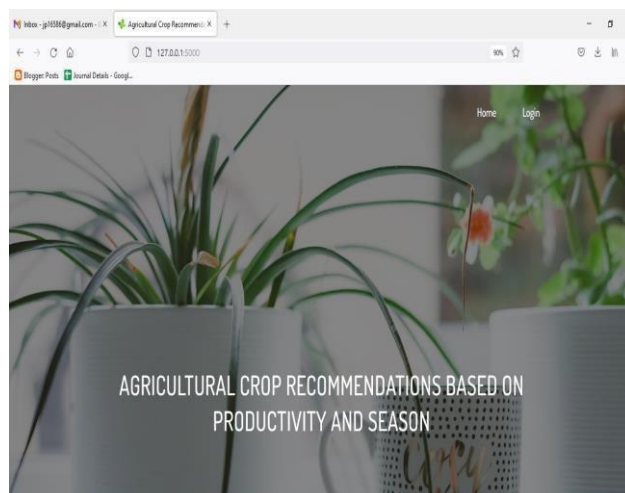 Inbox - jp16586@gmail.com - G
Agricultural Crop Recommend
127.0.0.1:5000
90%
Blogger Posts
Journal Details - Googl...
Home
Login
AGRICULTURAL CROP RECOMMENDATIONS BASED ON
PRODUCTIVITY AND SEASON